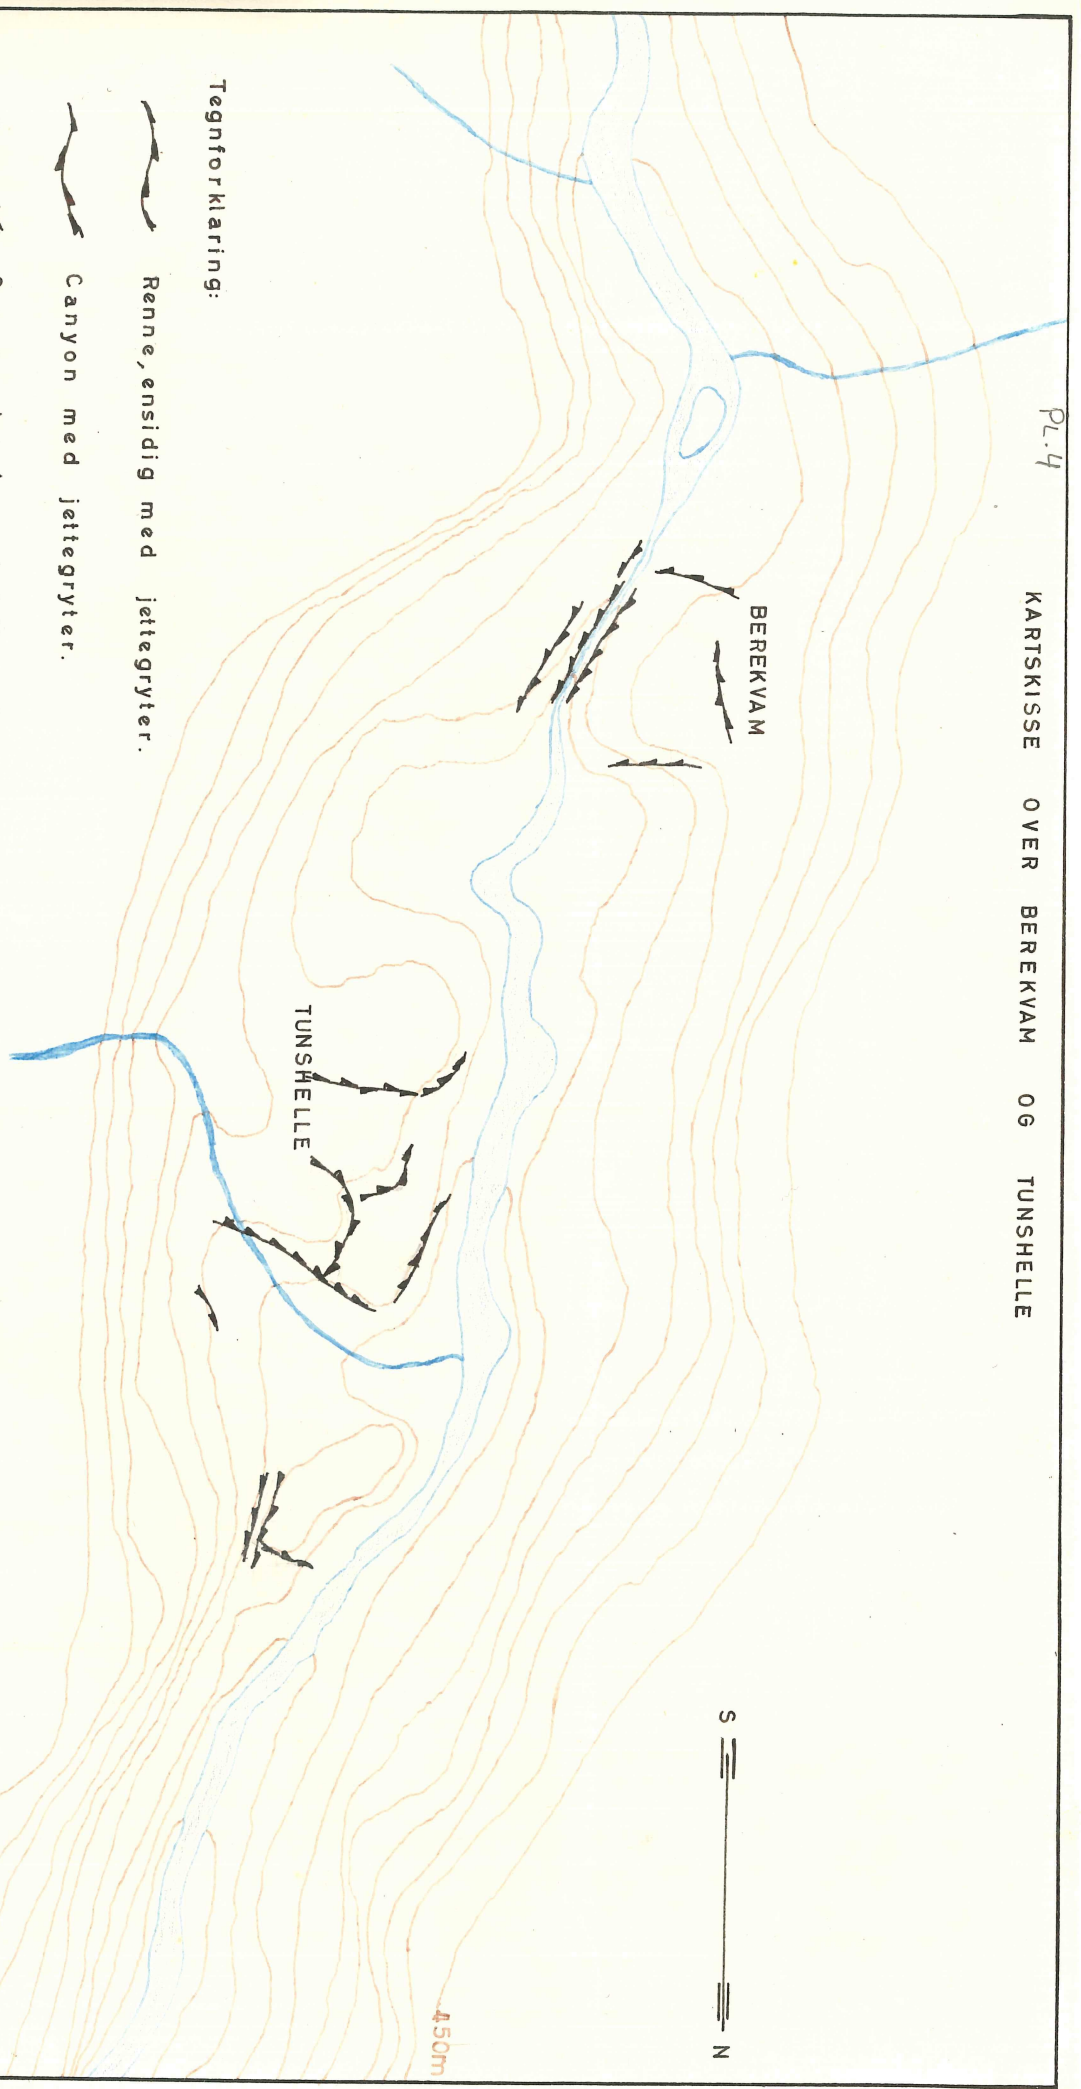 PL.4
KARTSKISSE OVER BEREKVAM OG TUNSHELLE
BEREKVAM
TUNSHELLE
S N
450m
Tegnforklaring:
Renne, ensidig med jettegryter.
Canyon med jettegryter.